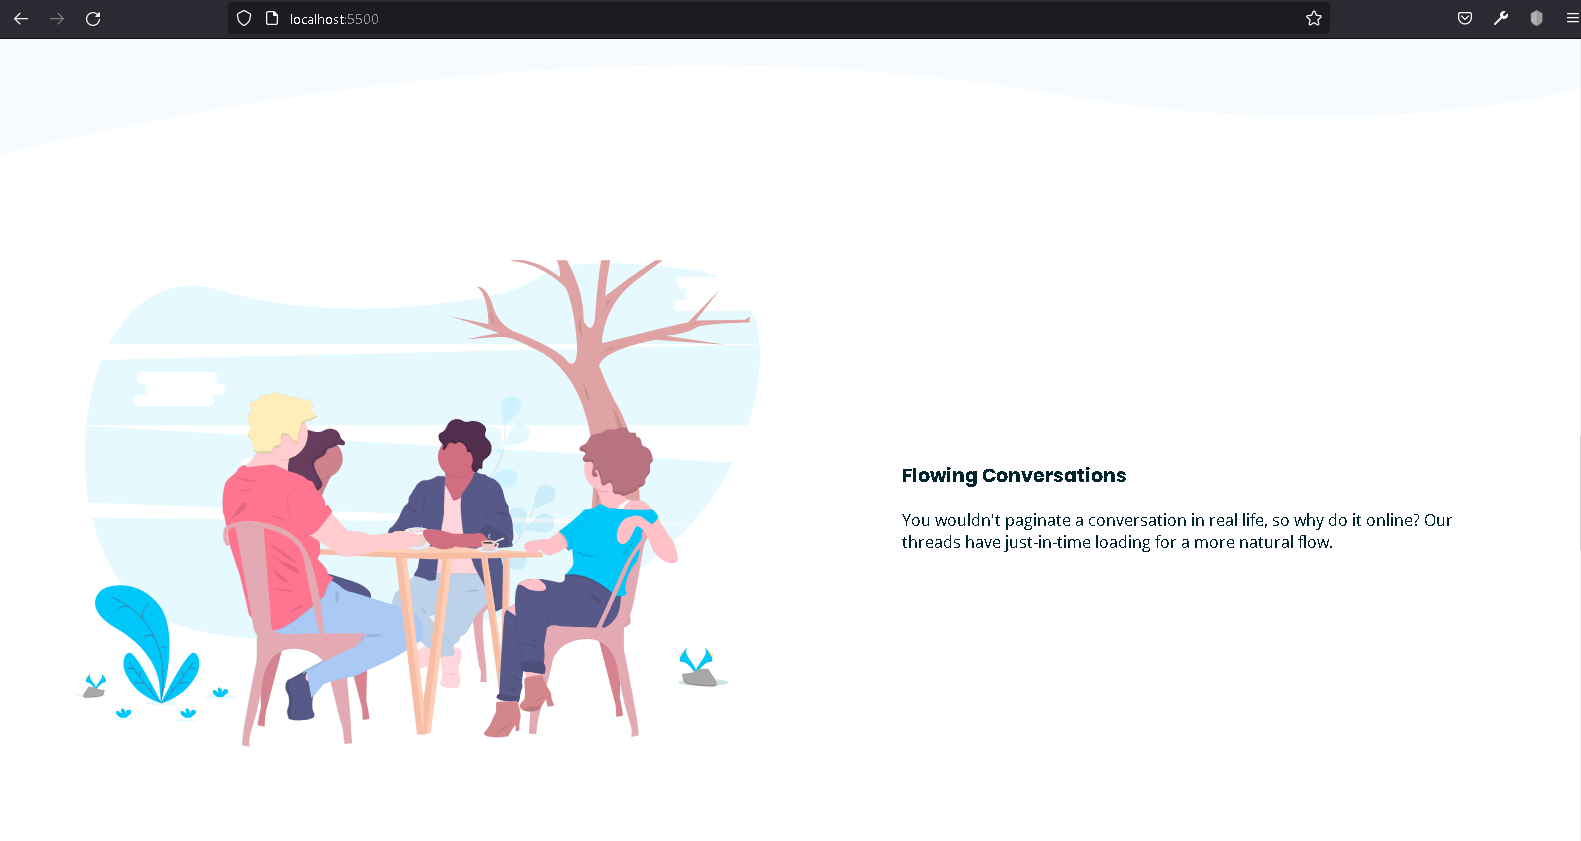 localhost:5500
Flowing Conversations
You wouldn't paginate a conversation in real life, so why do it online? Our
threads have just-in-time loading for a more natural flow.